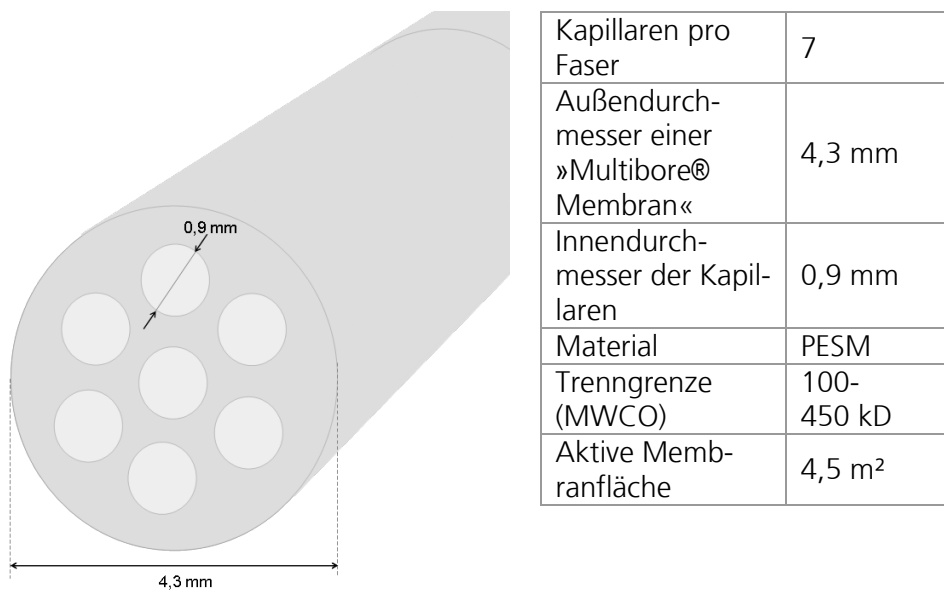 0,9 mm
4,3 mm
Kapillaren pro
Faser
7
Außendurch-
messer einer
»Multibore®
Membran«
4,3 mm
Innendurch-
messer der Kapil-
laren
0,9 mm
Material
PESM
Trenngrenze
(MWCO)
100-
450 kD
Aktive Memb-
ranfläche
4,5 m²